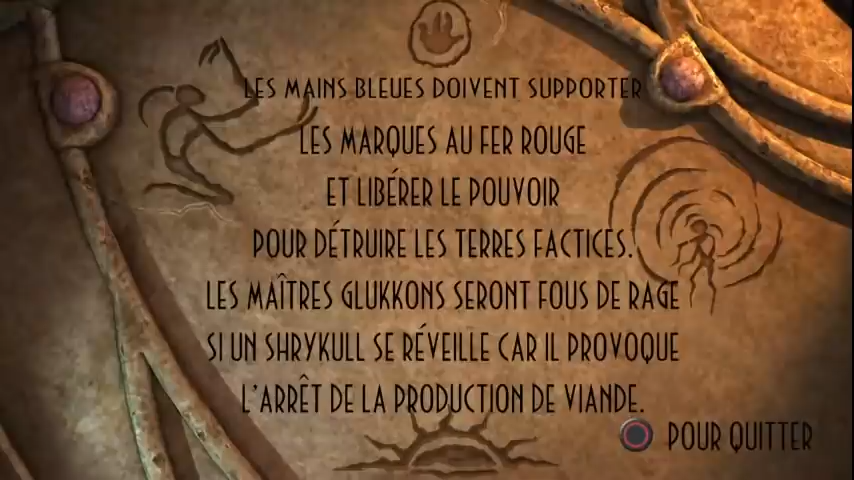 LES MAINS BLEUES DOIVENT SUPPORTER
LES MARQUES AU FER ROUGE
ET LIBÉRER LE POUVOIR
POUR DÉTRUIRE LES TERRES FACTICES.
LES MAÎTRES GLUKKONS SERONT FOUS DE RAGE
SI UN SHRYKULL SE RÉVEILLE CAR IL PROVOQUE
L'ARRÊT DE LA PRODUCTION DE VIANDE.
POUR QUITTER